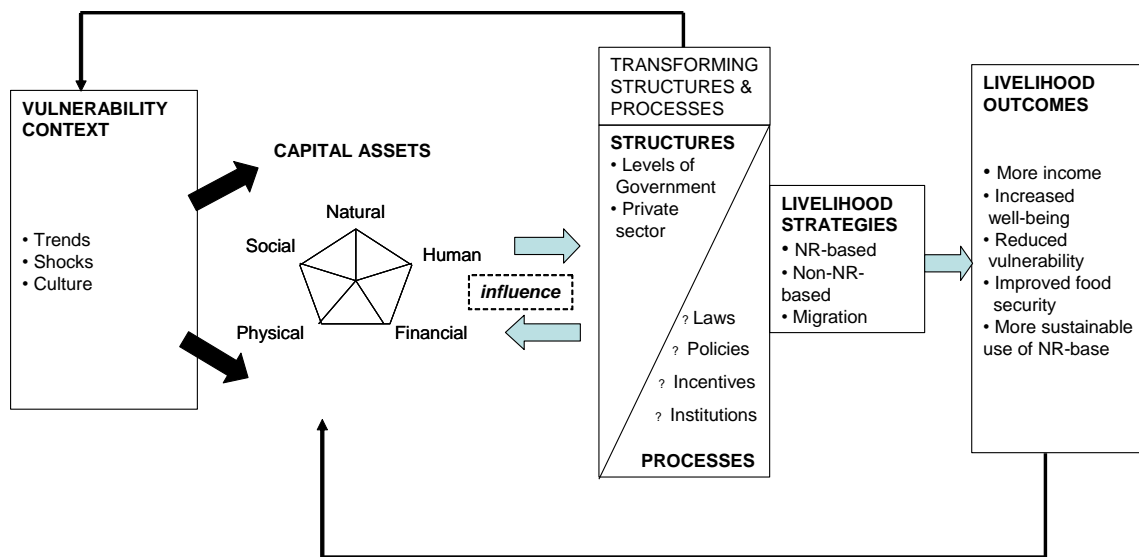 VULNERABILITY
CONTEXT
• Trends
• Shocks
• Culture
CAPITAL ASSETS
Natural
Social
Human
Physical
Financial
influence
TRANSFORMING
STRUCTURES &
PROCESSES
STRUCTURES
• Levels of
Government
• Private
sector
? Laws
? Policies
? Incentives
? Institutions
PROCESSES
LIVELIHOOD
STRATEGIES
• NR-based
• Non-NR-
based
• Migration
LIVELIHOOD
OUTCOMES
• More income
• Increased
well-being
• Reduced
vulnerability
• Improved food
security
• More sustainable
use of NR-base